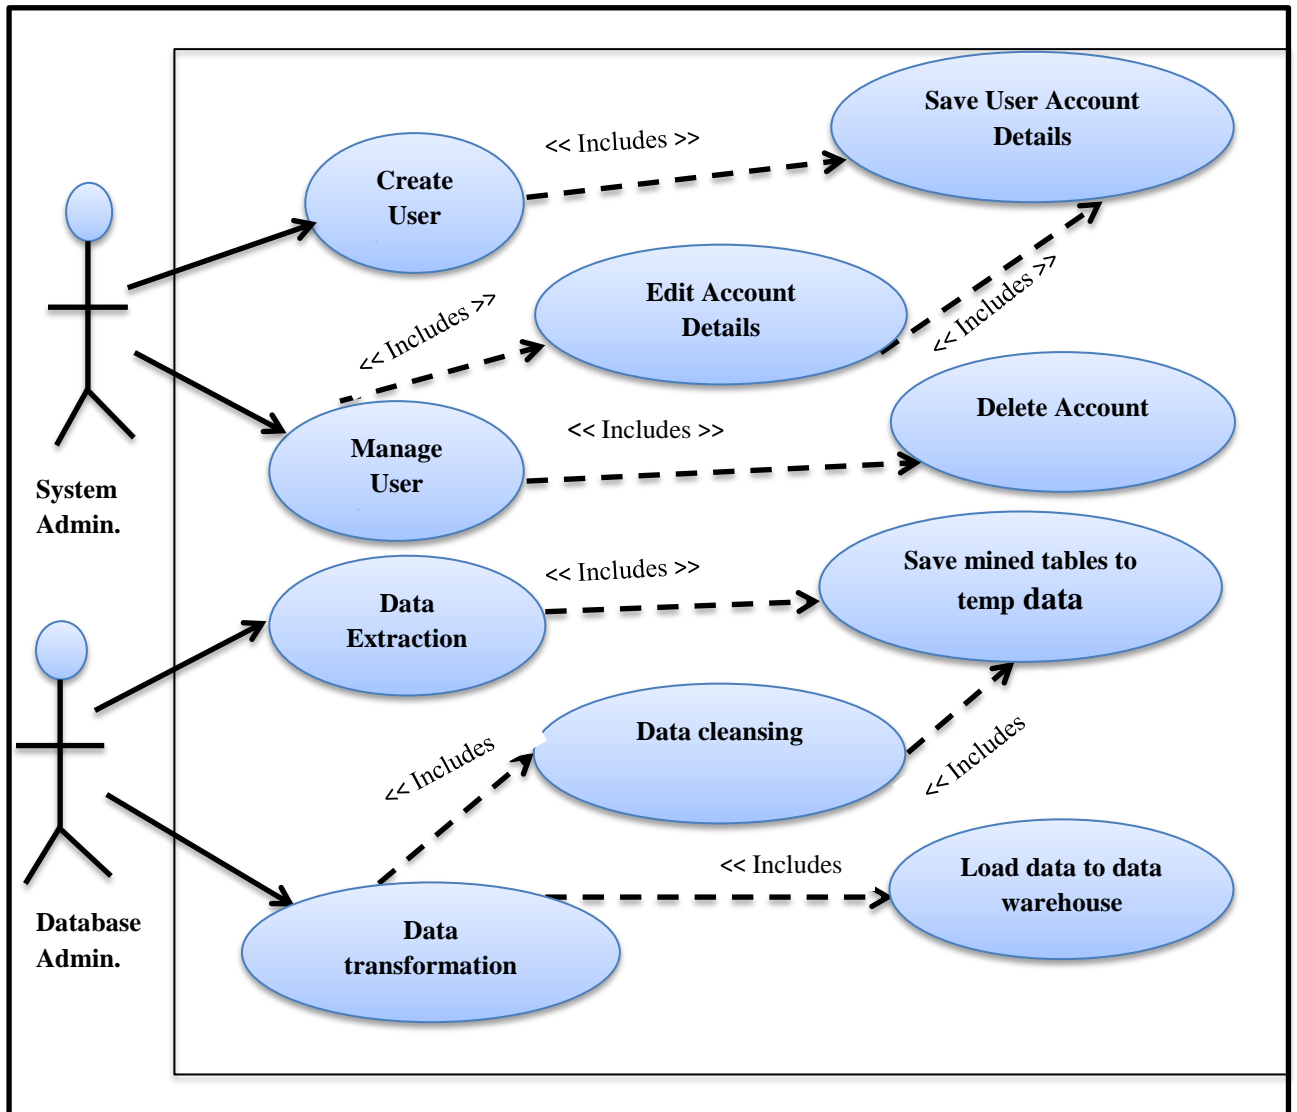 Save User Account
Details
<< Includes >>
Create
User
Edit Account
Details
<< Includes >>
<< Includes >>
Delete Account
<< Includes >>
Manage
User
System
Admin.
Save mined tables to
temp data
<< Includes >>
Data
Extraction
Data cleansing
<< Includes
<< Includes
<< Includes
Load data to data
warehouse
Database
Admin.
Data
transformation